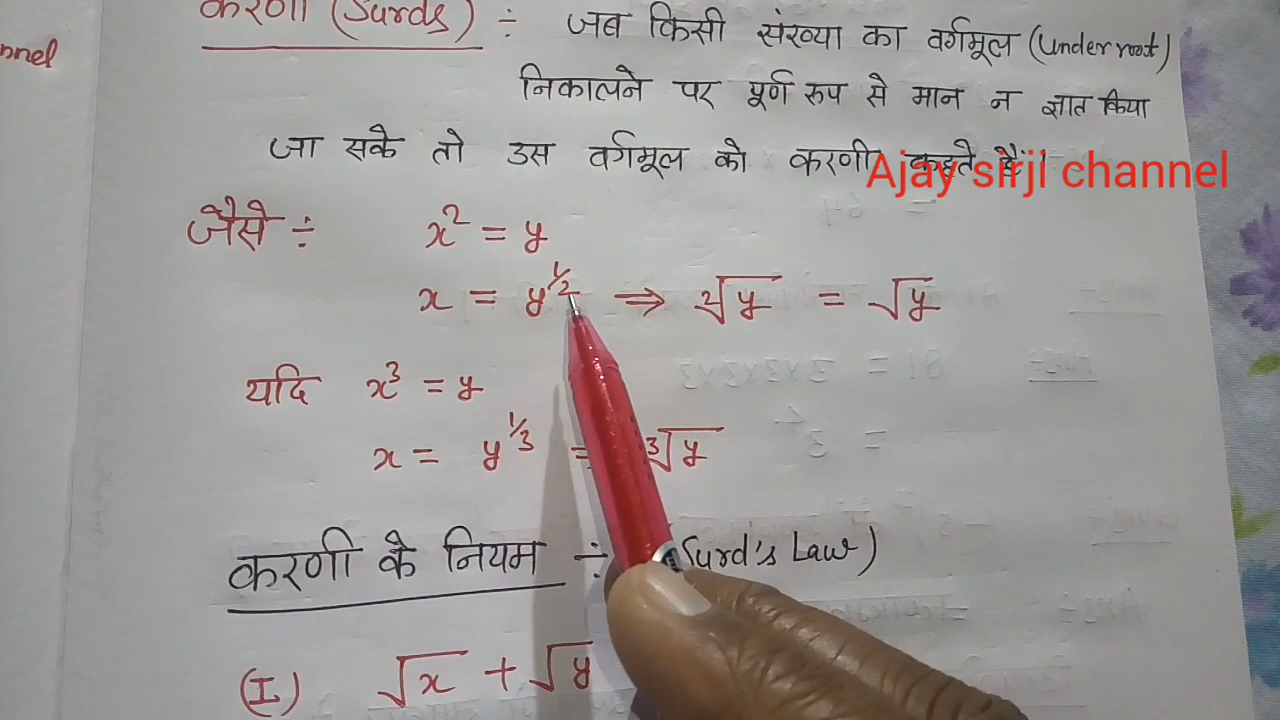 करणी (Surds) ÷ जब किसी संख्या का वर्गमूल (Under root)
nnel
निकालने पर पूर्ण रूप से मान न ज्ञात किया
जा सके तो उस वर्गमूल को करणी कहते हैं।
Ajay sirji channel
जैसे ÷ x² = y
x = y^1/2 ⇒ ²√y = √y
यदि x³ = y
x = y^1/3 = ³√y
करणी के नियम ÷ (Surd's Law)
(I) √x + √y